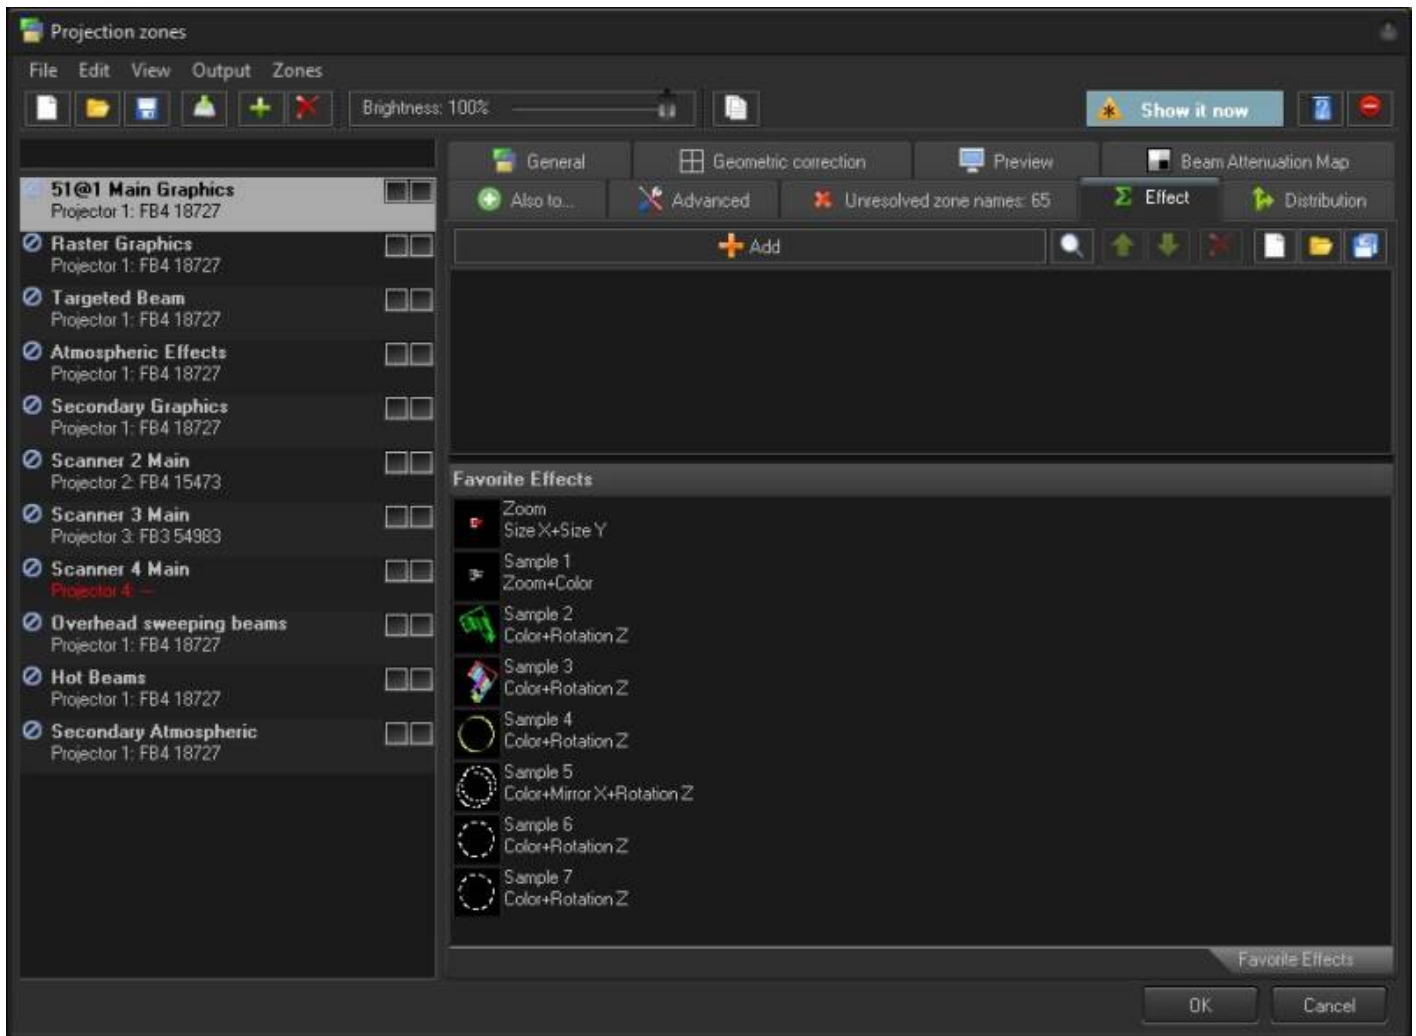 Projection zones
File Edit View Output Zones
Brightness: 100%
Show it now
General Geometric correction Preview Beam Attenuation Map
Also to... Advanced Unresolved zone names: 65 Effect Distribution
Add
51@1 Main Graphics
Projector 1: FB4 18727
Raster Graphics
Projector 1: FB4 18727
Targeted Beam
Projector 1: FB4 18727
Atmospheric Effects
Projector 1: FB4 18727
Secondary Graphics
Projector 1: FB4 18727
Scanner 2 Main
Projector 2: FB4 15473
Scanner 3 Main
Projector 3: FB3 54983
Scanner 4 Main
Projector 4: ---
Overhead sweeping beams
Projector 1: FB4 18727
Hot Beams
Projector 1: FB4 18727
Secondary Atmospheric
Projector 1: FB4 18727
Favorite Effects
Zoom
Size X+Size Y
Sample 1
Zoom+Color
Sample 2
Color+Rotation Z
Sample 3
Color+Rotation Z
Sample 4
Color+Rotation Z
Sample 5
Color+Mirror X+Rotation Z
Sample 6
Color+Rotation Z
Sample 7
Color+Rotation Z
Favorite Effects
OK Cancel